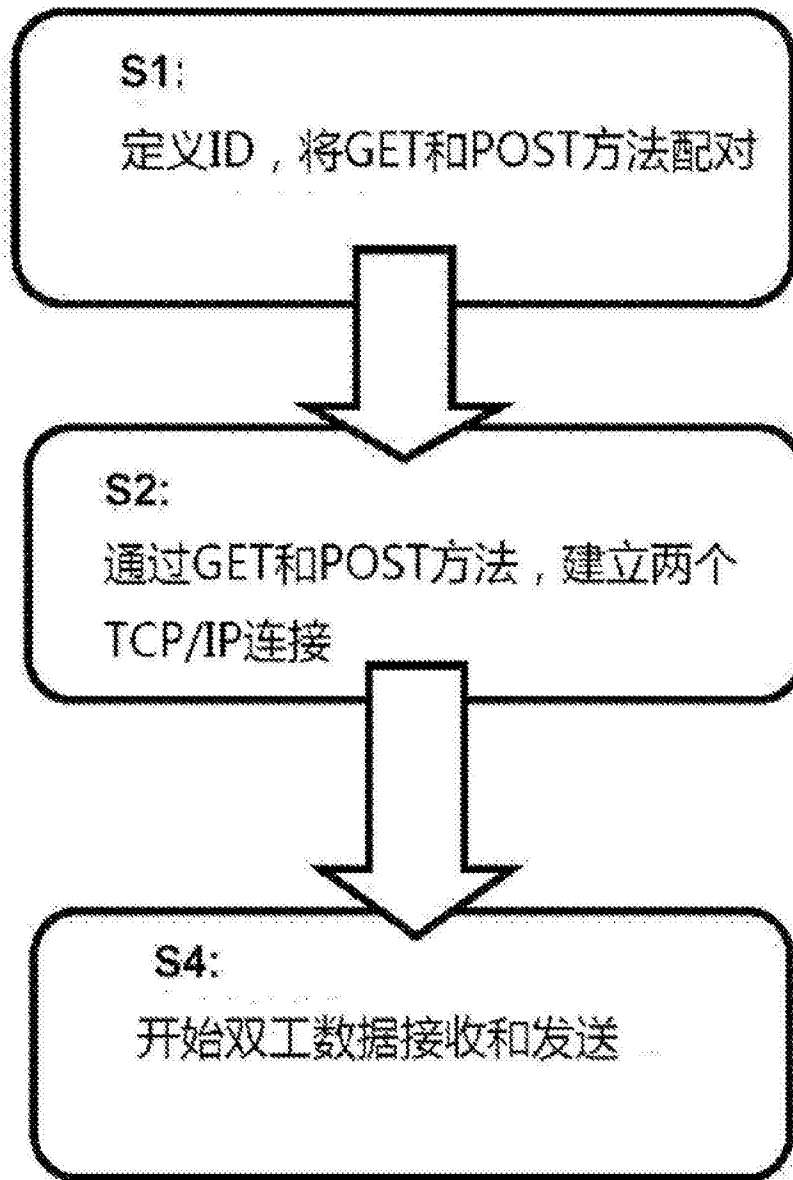 S1:
定义ID，将GET和POST方法配对
S2:
通过GET和POST方法，建立两个
TCP/IP连接
S4:
开始双工数据接收和发送